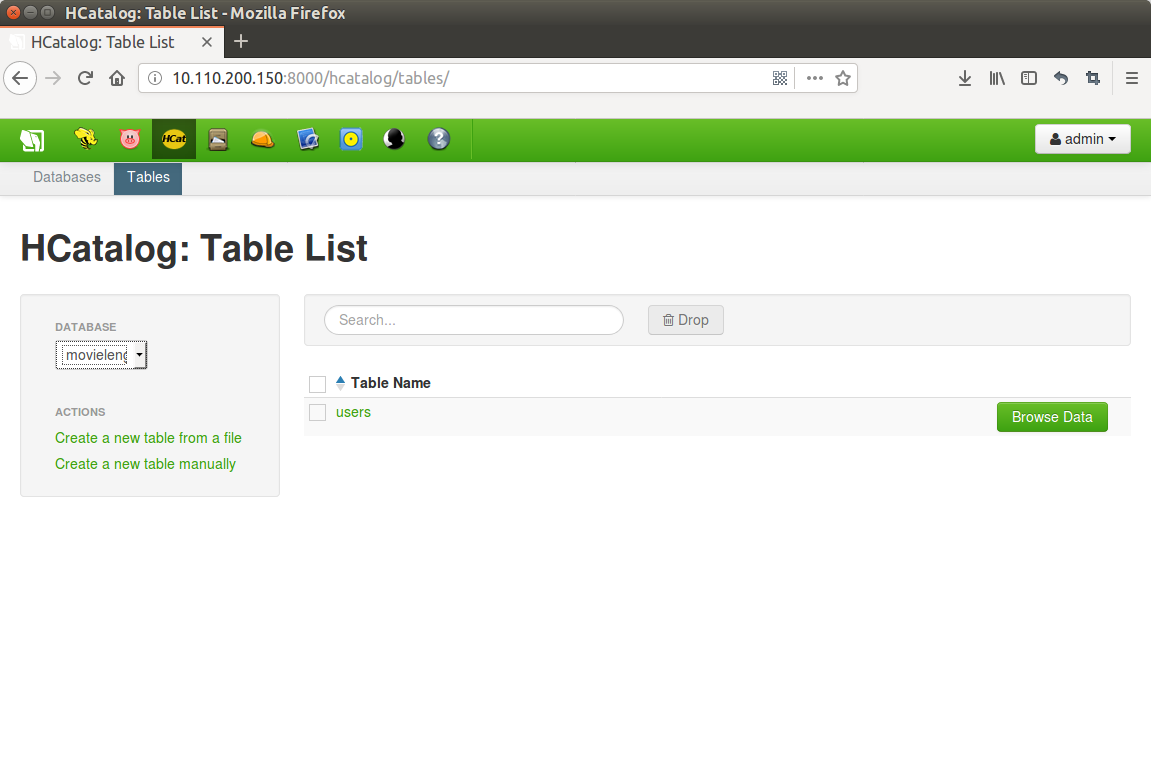 HCatalog: Table List - Mozilla Firefox
HCatalog: Table List
10.110.200.150:8000/hcatalog/tables/
HCat
admin
Databases Tables
HCatalog: Table List
DATABASE
ACTIONS
Create a new table from a file
Create a new table manually
Search...
Drop
Table Name
users
Browse Data